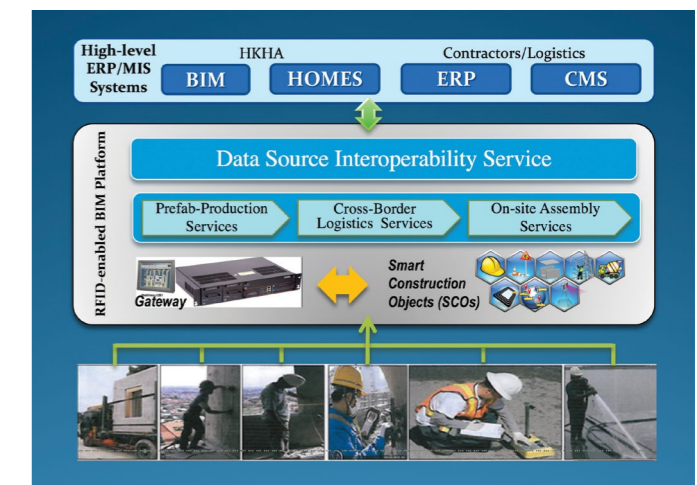 High-level
ERP/MIS
Systems
HKHA
Contractors/Logistics
BIM
HOMES
ERP
CMS
RFID-enabled BIM Platform
Data Source Interoperability Service
Prefab-Production
Services
Cross-Border
Logistics Services
On-site Assembly
Services
Gateway
Smart
Construction
Objects (SCOs)